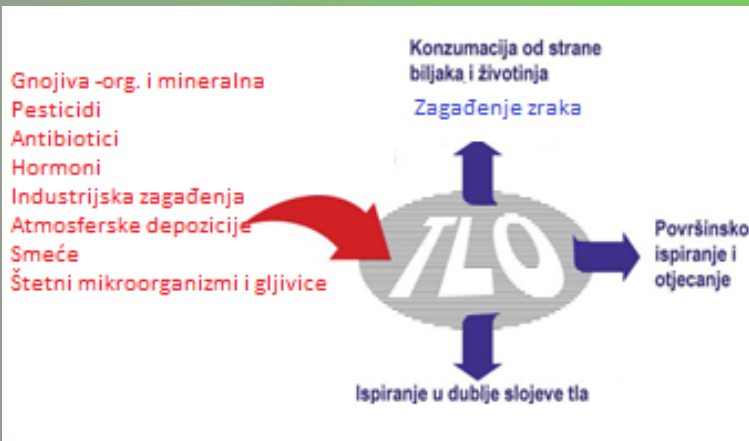 Konzumacija od strane
biljaka i životinja
Zagađenje zraka
Gnojiva -org. i mineralna
Pesticidi
Antibiotici
Hormoni
Industrijska zagađenja
Atmosferske depozicije
Smeće
Štetni mikroorganizmi i gljivice
TLO
Površinsko
ispiranje i
otjecanje
Ispiranje u dublje slojeve tla